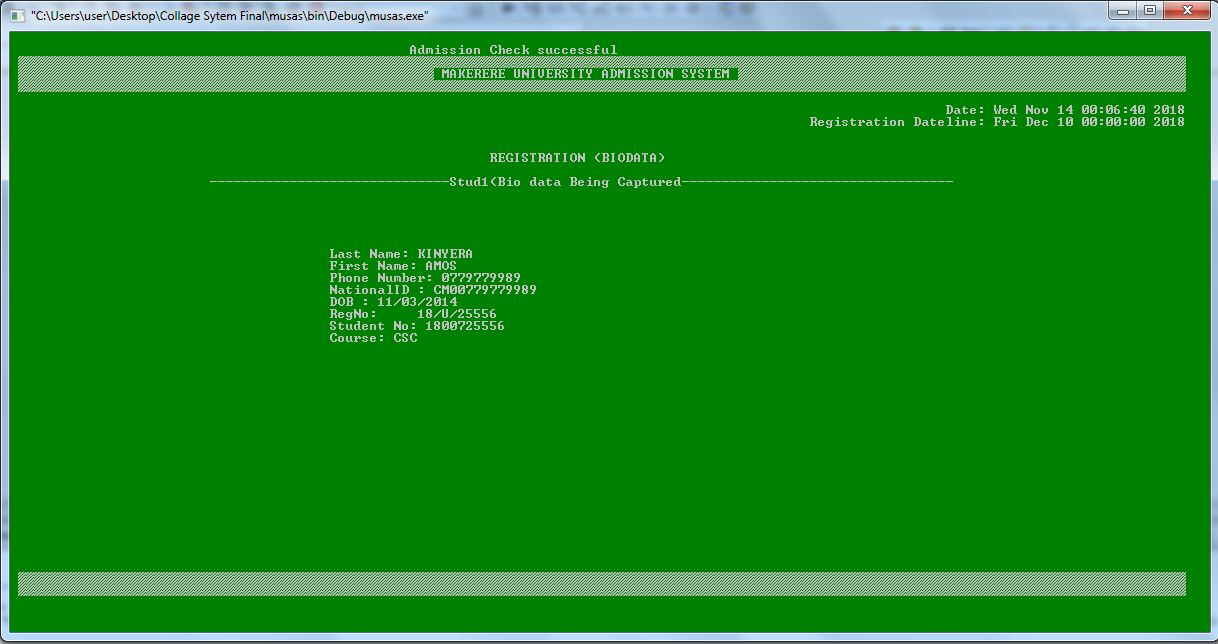 "C:\Users\user\Desktop\Collage Sytem Final\musas\bin\Debug\musas.exe"
Admission Check successful
MAKERERE UNIVERSITY ADMISSION SYSTEM
Date: Wed Nov 14 00:06:40 2018
Registration Dateline: Fri Dec 10 00:00:00 2018
REGISTRATION (BIODATA)
------------------------------Stud1(Bio data Being Captured----------------------------------
Last Name: KINYERA
First Name: AMOS
Phone Number: 0779779989
NationalID : CM00779779989
DOB : 11/03/2014
RegNo:     18/U/25556
Student No: 1800725556
Course: CSC